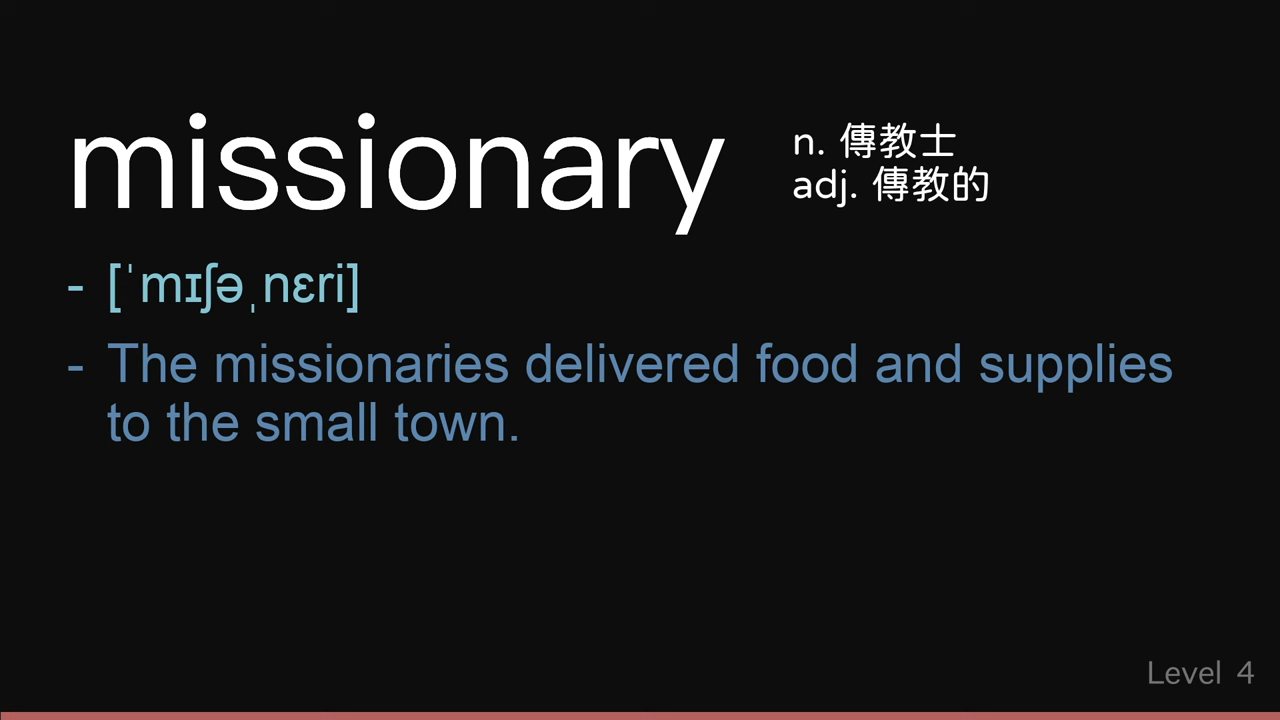 missionary
n. 傳教士
adj. 傳教的
- [ˈmɪʃəˌnɛri]
- The missionaries delivered food and supplies
to the small town.
Level 4